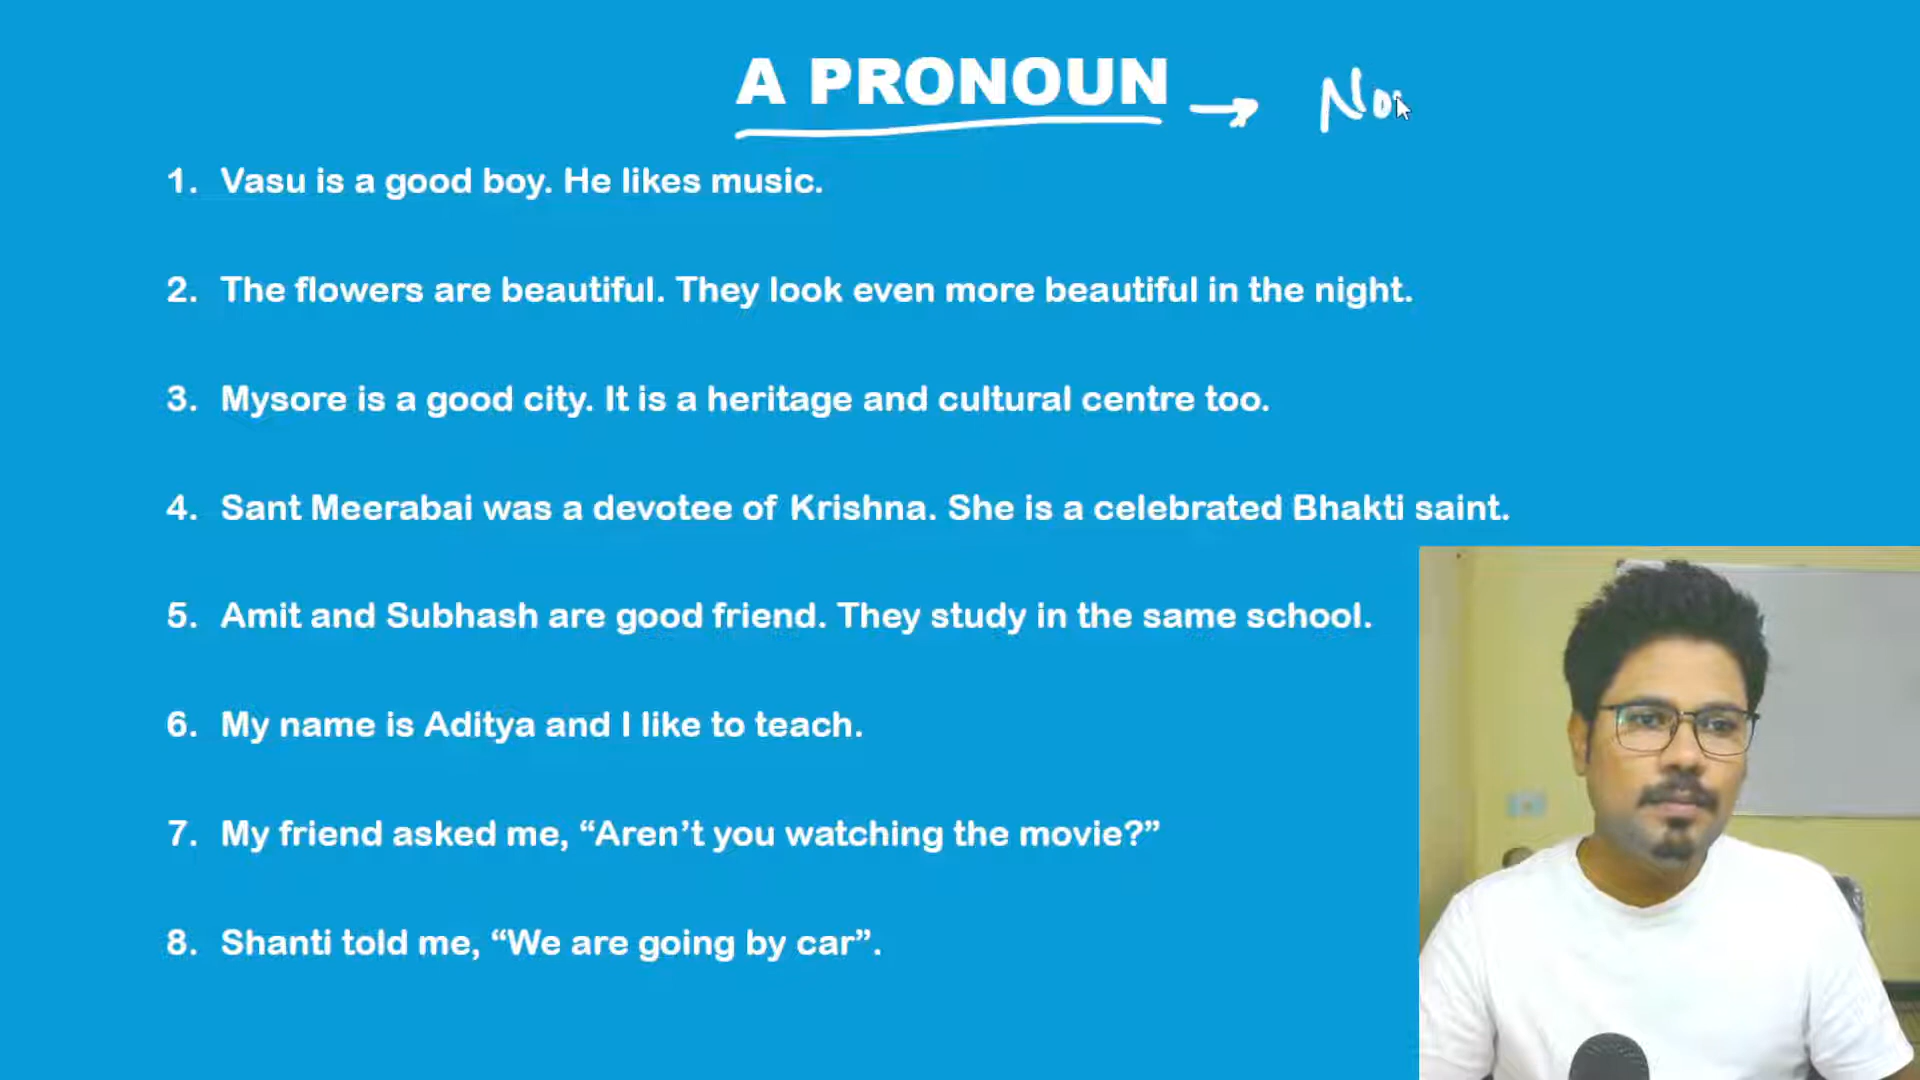 A PRONOUN → No
1. Vasu is a good boy. He likes music.
2. The flowers are beautiful. They look even more beautiful in the night.
3. Mysore is a good city. It is a heritage and cultural centre too.
4. Sant Meerabai was a devotee of Krishna. She is a celebrated Bhakti saint.
5. Amit and Subhash are good friend. They study in the same school.
6. My name is Aditya and I like to teach.
7. My friend asked me, “Aren’t you watching the movie?”
8. Shanti told me, “We are going by car”.